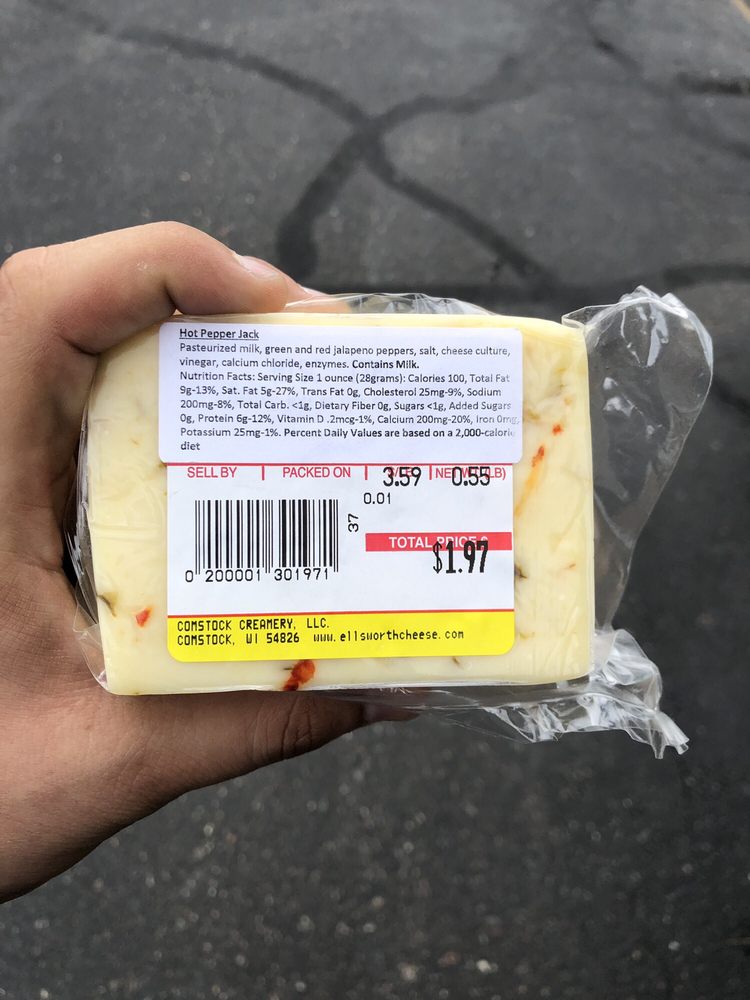 Hot Pepper Jack
Pasteurized milk, green and red jalapeno peppers, salt, cheese culture,
vinegar, calcium chloride, enzymes. Contains Milk.
Nutrition Facts: Serving Size 1 ounce (28grams): Calories 100, Total Fat
9g-13%, Sat. Fat 5g-27%, Trans Fat 0g, Cholesterol 25mg-9%, Sodium
200mg-8%, Total Carb. <1g, Dietary Fiber 0g, Sugars <1g, Added Sugars
0g, Protein 6g-12%, Vitamin D .2mcg-1%, Calcium 200mg-20%, Iron 0mg,
Potassium 25mg-1%. Percent Daily Values are based on a 2,000-calorie
diet
SELL BY | PACKED ON | 3.59 | 0.55
0.01
37
TOTAL PRICE $
$1.97
0 200001 301971
COMSTOCK CREAMERY, LLC.
COMSTOCK, WI 54826 www.ellsworthcheese.com